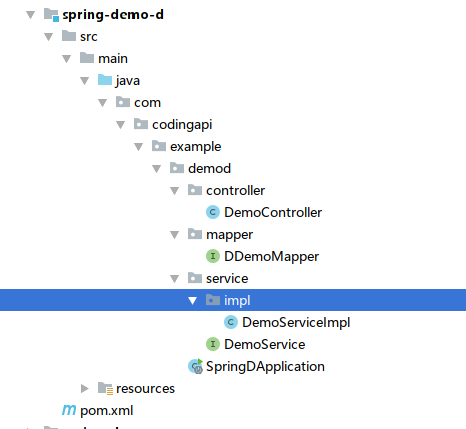 spring-demo-d
src
main
java
com
codingapi
example
demod
controller
DemoController
mapper
DDemoMapper
service
impl
DemoServiceImpl
DemoService
SpringDApplication
resources
pom.xml